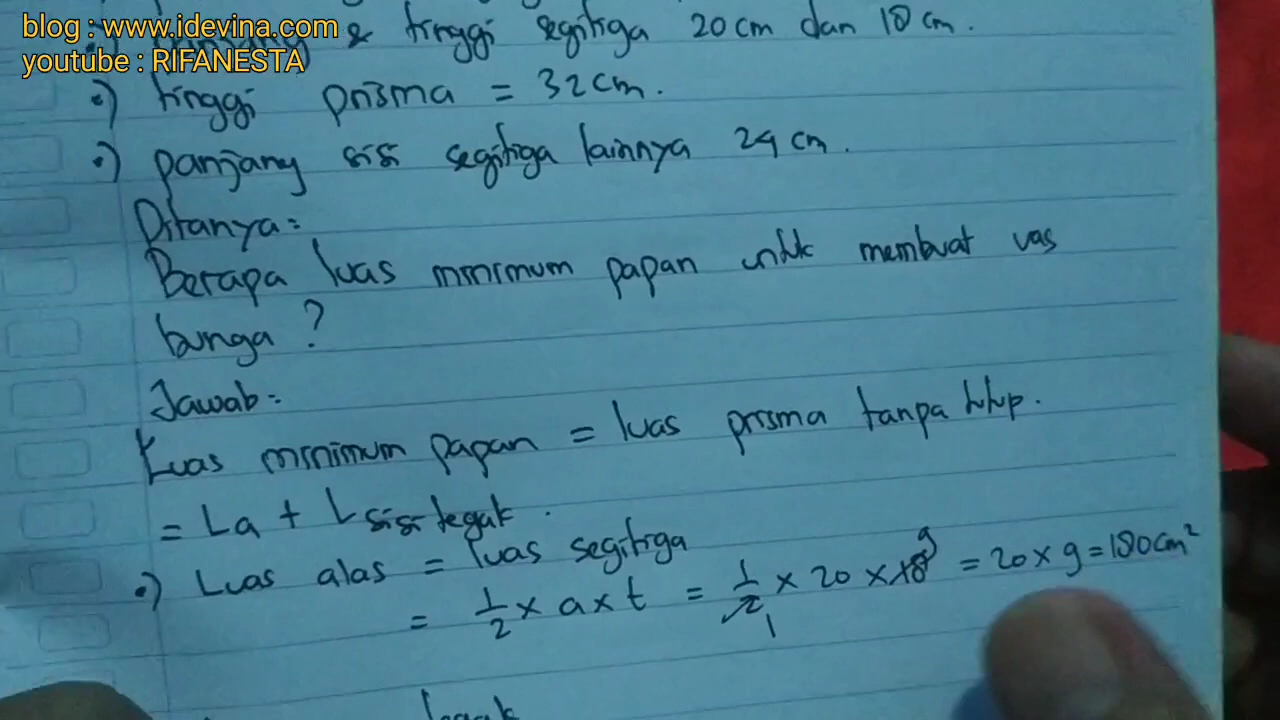 blog : www.idevina.com
youtube : RIFANESTA
& tinggi segitiga 20 cm dan 18 cm.
•) tinggi prisma = 32 cm.
•) panjang sisi segitiga lainnya 24 cm.
Ditanya =
Berapa luas minimum papan untuk membuat vas
bunga ?
Jawab =
Luas minimum papan = luas prisma tanpa tutup.
= La + L sisi tegak.
•) Luas alas = luas segitiga
= 1/2 × a × t = 1/2 1 × 20 × 18 9 = 20 × 9 = 180 cm²